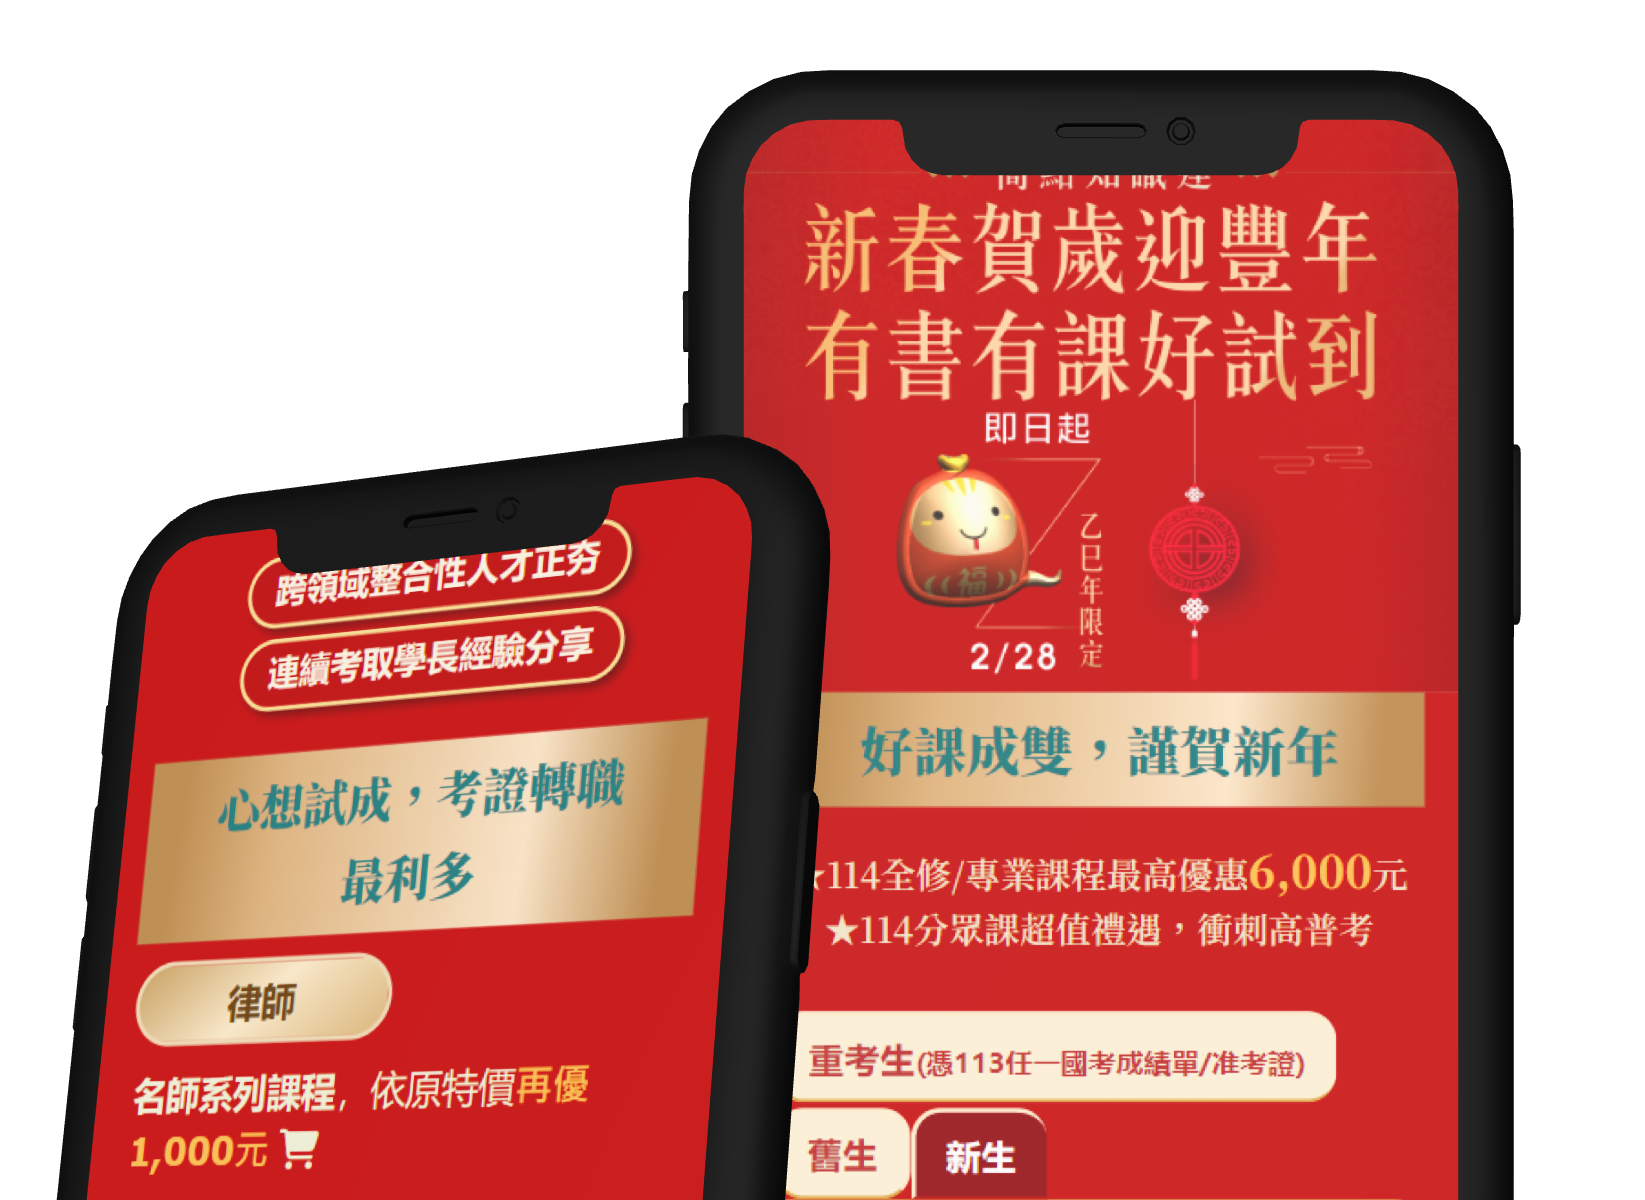 新春賀歲迎豐年
有書有課好試到
即日起
乙巳年限定
福
2/28
好課成雙，謹賀新年
★114全修/專業課程最高優惠6,000元
★114分眾課超值禮遇，衝刺高普考
重考生(憑113任一國考成績單/准考證)
舊生
新生
跨領域整合性人才正夯
連續考取學長經驗分享
心想試成，考證轉職
最利多
律師
名師系列課程，依原特價再優
1,000元